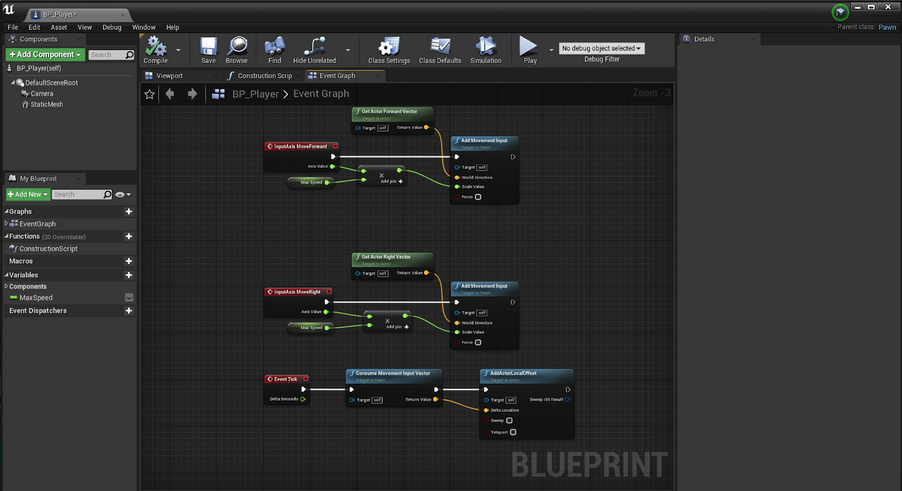 BP_Player*
File Edit Asset View Debug Window Help
Parent class: Pawn
Components
+ Add Component
Search
BP_Player(self)
DefaultSceneRoot
Camera
StaticMesh
Compile
Save
Browse
Find
Hide Unrelated
Class Settings
Class Defaults
Simulation
Play
No debug object selected
Debug Filter
Details
Viewport
Construction Scrip
Event Graph
BP_Player > Event Graph
Zoom -3
My Blueprint
+ Add New
Search
Graphs
EventGraph
Functions (20 Overridable)
ConstructionScript
Macros
Variables
Components
MaxSpeed
Event Dispatchers
Get Actor Forward Vector
Target is Actor
Target self Return Value
InputAxis MoveForward
Axis Value
Max Speed
X
Add pin +
Add Movement Input
Target is Pawn
Target self
World Direction
Scale Value
Force
Get Actor Right Vector
Target is Actor
Target self Return Value
InputAxis MoveRight
Axis Value
Max Speed
X
Add pin +
Add Movement Input
Target is Pawn
Target self
World Direction
Scale Value
Force
Event Tick
Delta Seconds
Consume Movement Input Vector
Target is Pawn
Target self Return Value
AddActorLocalOffset
Target is Actor
Target self Sweep Hit Result
Delta Location
Sweep
Teleport
BLUEPRINT